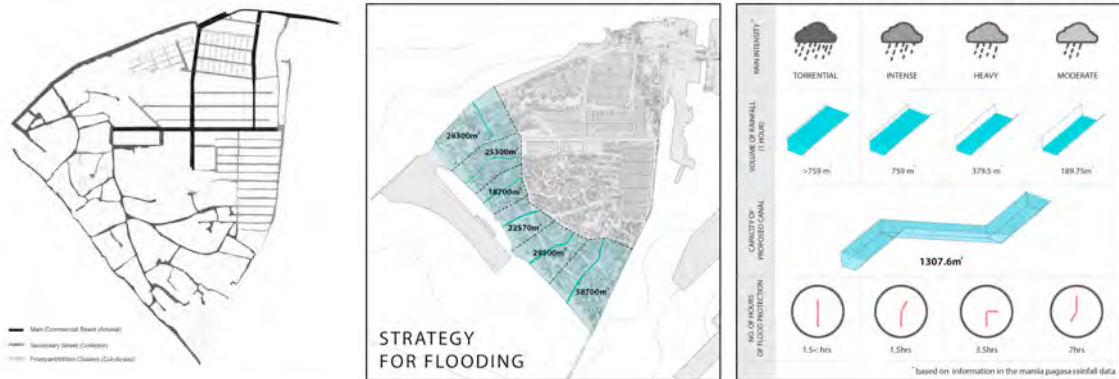 Main Commercial Street (Arterial)
Secondary Street (Collector)
26300m²
25300m²
18700m²
22570m²
STRATEGY
FOR FLOODING
RAIN INTENSITY*
TORRENTIAL
INTENSE
HEAVY
MODERATE
VOLUME OF RAINFALL
(1 HOUR)
>759 m³
759 m³
379.5 m³
189.75m³
CAPACITY OF
PROPOSED CANAL
1307.6m³
NO. OF HOURS
OF FLOOD PROTECTION
1.5< hrs
1.5hrs
3.5hrs
7hrs
* based on information in the manila pagasa rainfall data